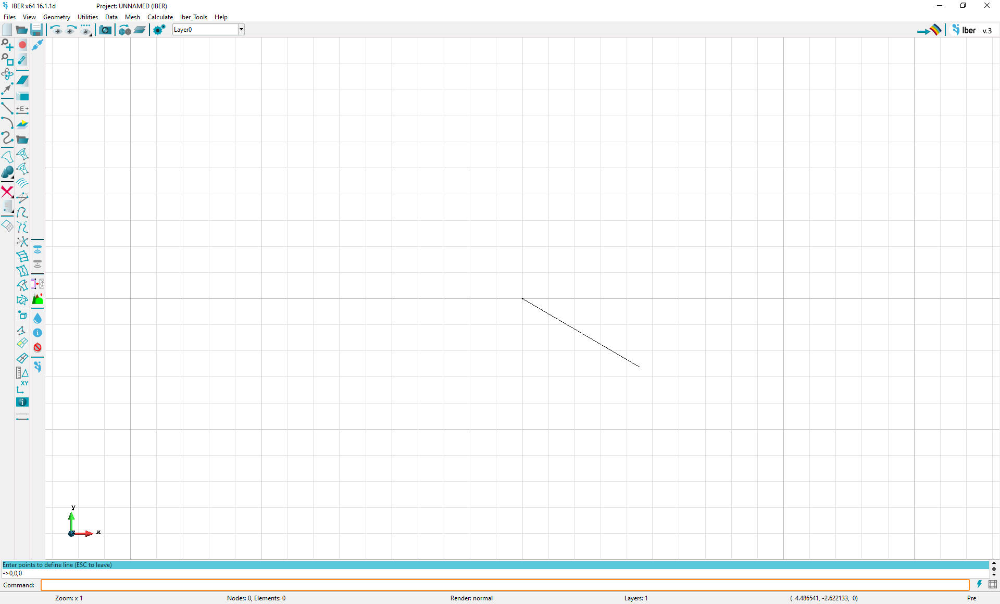 IBER x64 16.1.1d Project: UNNAMED (IBER)
Files View Geometry Utilities Data Mesh Calculate Iber_Tools Help
Layer0
Iber v.3
E
XY
y
z
x
Enter points to define line (ESC to leave)
->0,0,0
Command:
Zoom: x 1 Nodes: 0, Elements: 0 Render: normal Layers: 1 ( 4.486541, -2.622133, 0) Pre